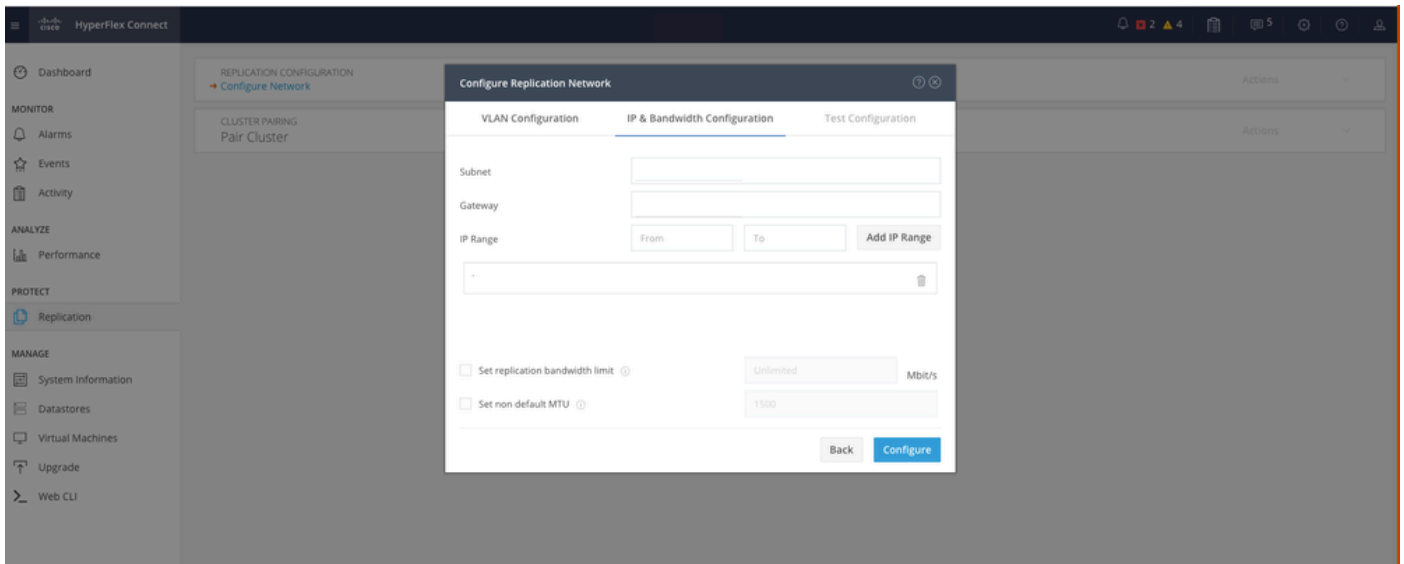 cisco HyperFlex Connect 2 4 5
Dashboard
MONITOR
Alarms
Events
Activity
ANALYZE
Performance
PROTECT
Replication
MANAGE
System Information
Datastores
Virtual Machines
Upgrade
Web CLI
REPLICATION CONFIGURATION
Configure Network
Actions
CLUSTER PAIRING
Pair Cluster
Actions
Configure Replication Network
VLAN Configuration IP & Bandwidth Configuration Test Configuration
Subnet
Gateway
IP Range From To Add IP Range
-
Set replication bandwidth limit Unlimited Mbit/s
Set non default MTU 1500
Back Configure